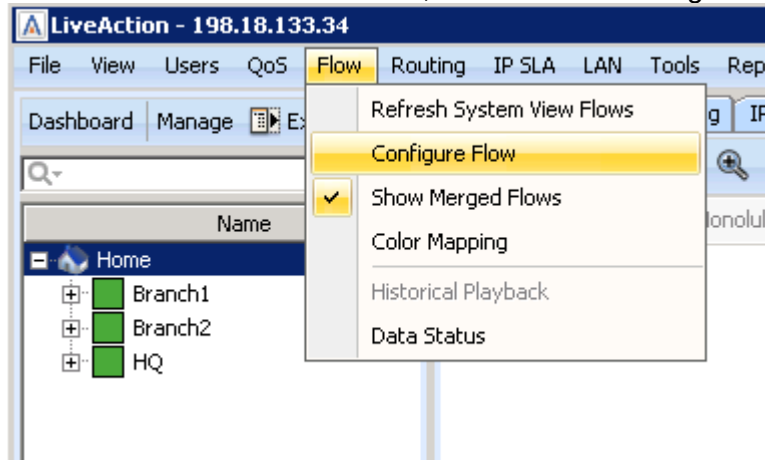 LiveAction - 198.18.133.34
File View Users QoS Flow Routing IP SLA LAN Tools
Dashboard Manage
Refresh System View Flows
Configure Flow
Show Merged Flows
Color Mapping
Historical Playback
Data Status
Name
Home
Branch1
Branch2
HQ